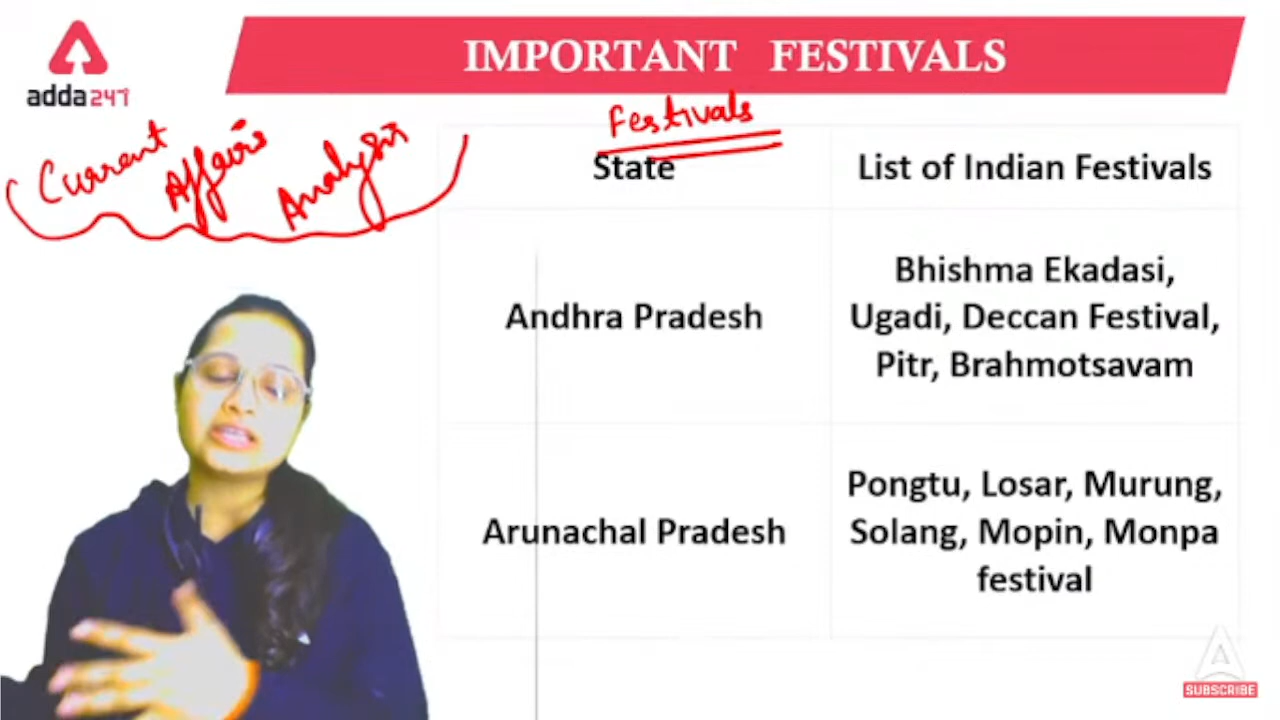 IMPORTANT FESTIVALS
adda247
Current Affairs Analysis
Festivals
State
List of Indian Festivals
Andhra Pradesh
Bhishma Ekadasi,
Ugadi, Deccan Festival,
Pitr, Brahmotsavam
Arunachal Pradesh
Pongtu, Losar, Murung,
Solang, Mopin, Monpa
festival
SUBSCRIBE